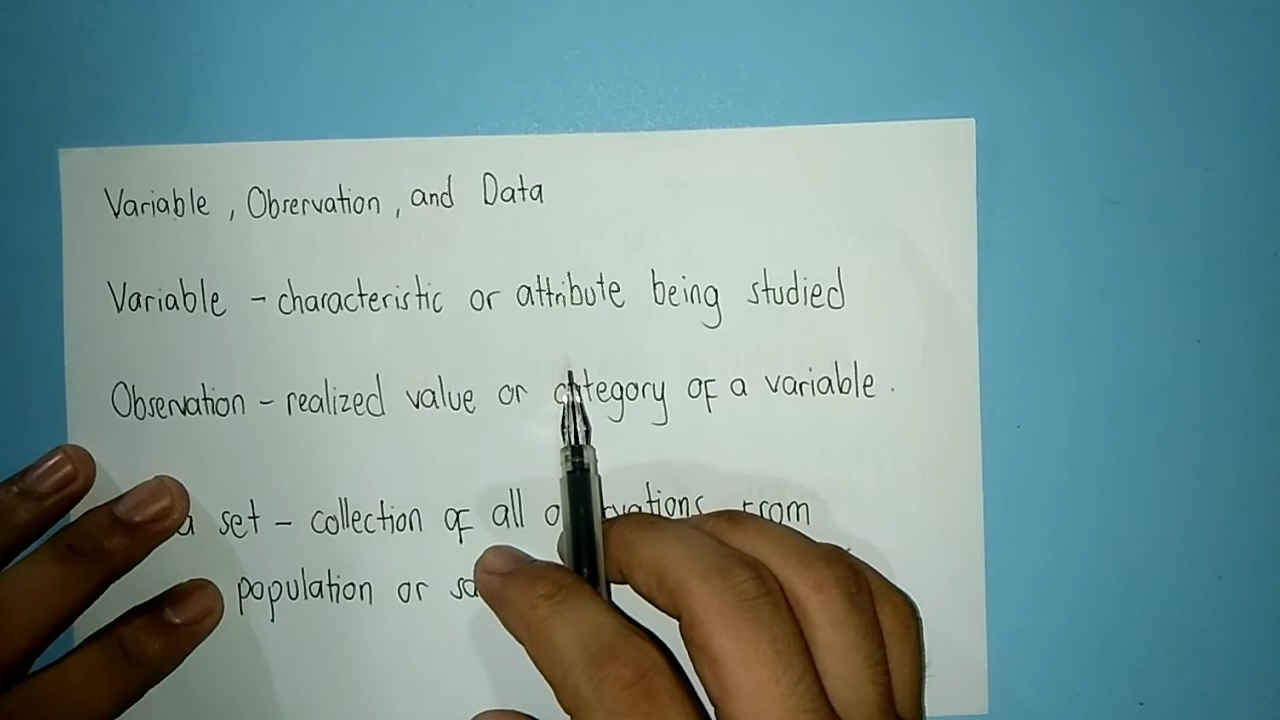 Variable, Observation, and Data
Variable - characteristic or attribute being studied
Observation - realized value or category of a variable.
set - collection of all from
population or